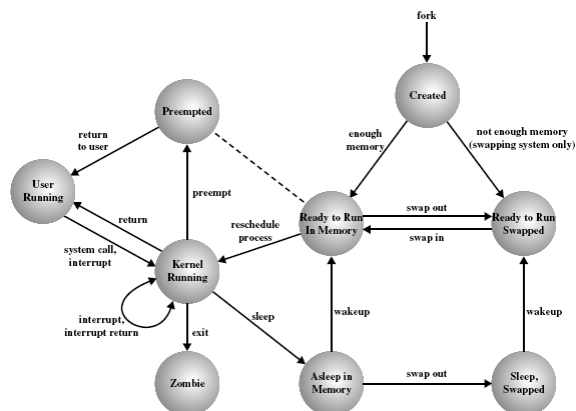 fork
Created
Preempted
enough
memory
not enough memory
(swapping system only)
return
to user
User
Running
preempt
return
Ready to Run
In Memory
swap out
swap in
Ready to Run
Swapped
reschedule
process
system call,
interrupt
Kernel
Running
interrupt,
interrupt return
sleep
wakeup
wakeup
exit
Zombie
Asleep in
Memory
swap out
Sleep,
Swapped